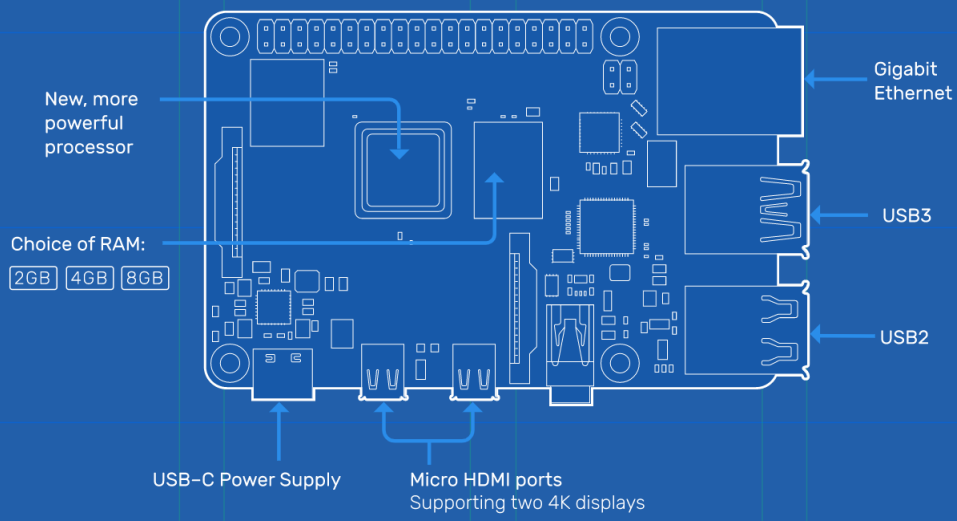 New, more
powerful
processor
Gigabit
Ethernet
USB3
Choice of RAM:
2GB 4GB 8GB
USB2
USB-C Power Supply
Micro HDMI ports
Supporting two 4K displays